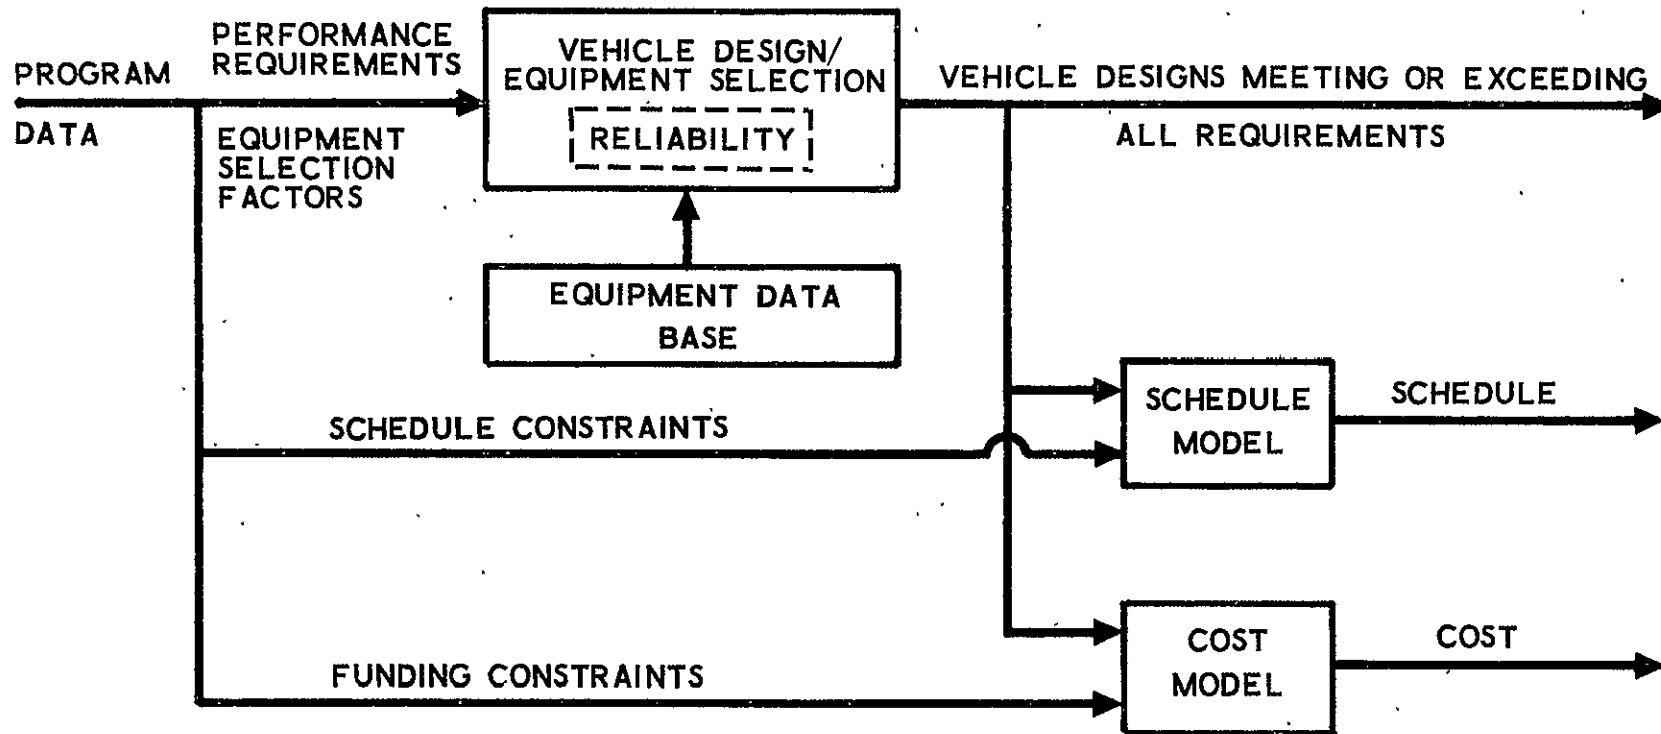 PROGRAM
DATA
PERFORMANCE
REQUIREMENTS
EQUIPMENT
SELECTION
FACTORS
VEHICLE DESIGN/
EQUIPMENT SELECTION
RELIABILITY
VEHICLE DESIGNS MEETING OR EXCEEDING
ALL REQUIREMENTS
EQUIPMENT DATA
BASE
SCHEDULE CONSTRAINTS
SCHEDULE
MODEL
SCHEDULE
FUNDING CONSTRAINTS
COST
MODEL
COST